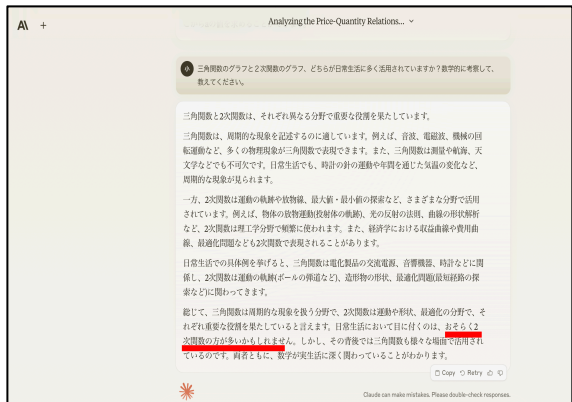 A\ +
Analyzing the Price-Quantity Relations...
小 三角関数のグラフと2次関数のグラフ、どちらが日常生活に多く活用されていますか？数学的に考察して、
教えてください。
三角関数と2次関数は、それぞれ異なる分野で重要な役割を果たしています。
三角関数は、周期的な現象を記述するのに適しています。例えば、音波、電磁波、機械の回
転運動など、多くの物理現象が三角関数で表現できます。また、三角関数は測量や航海、天
文学などでも不可欠です。日常生活でも、時計の針の運動や年間を通じた気温の変化など、
周期的な現象が見られます。
一方、2次関数は運動の軌跡や放物線、最大値・最小値の探索など、さまざまな分野で活用
されています。例えば、物体の放物運動(投射体の軌跡)、光の反射の法則、曲線の形状解析
など、2次関数は理工学分野で頻繁に使われます。また、経済学における収益曲線や費用曲
線、最適化問題なども2次関数で表現されることがあります。
日常生活での具体例を挙げると、三角関数は電化製品の交流電源、音響機器、時計などに関
係し、2次関数は運動の軌跡(ボールの弾道など)、造形物の形状、最適化問題(最短経路の探
索など)に関わってきます。
総じて、三角関数は周期的な現象を扱う分野で、2次関数は運動や形状、最適化の分野で、そ
れぞれ重要な役割を果たしていると言えます。日常生活において目に付くのは、おそらく2
次関数の方が多いかもしれません。しかし、その背後では三角関数も様々な場面で活用され
ているのです。両者ともに、数学が実生活に深く関わっていることがわかります。
Copy Retry
Claude can make mistakes. Please double-check responses.